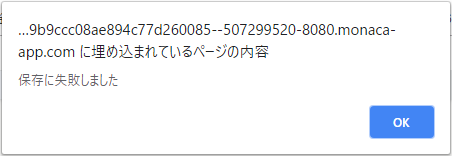 ...9b9ccc08ae894c77d260085--507299520-8080.monaca-
app.com に埋め込まれているページの内容
保存に失敗しました
OK